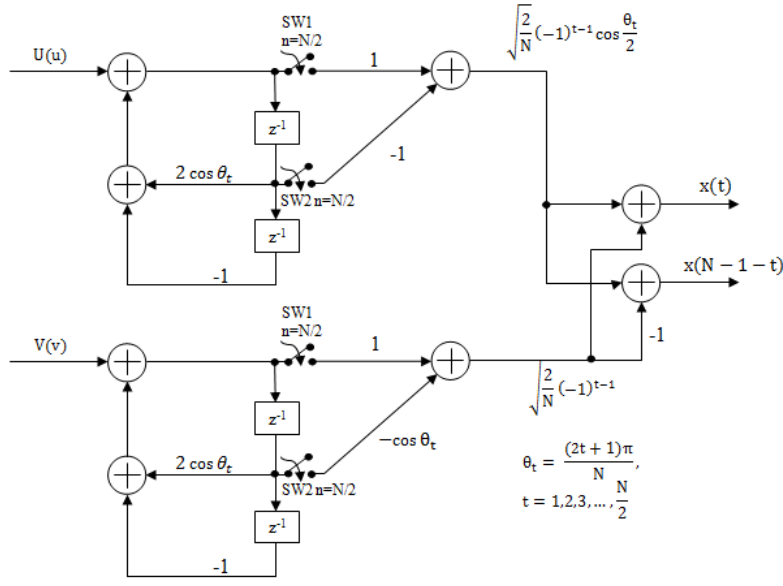 SW1
n=N/2
√(2/N) (-1)^{t-1} cos θ_t/2
U(u)
1
z⁻¹
-1
2 cos θ_t
SW2 n=N/2
x(t)
z⁻¹
-1
x(N − 1 − t)
SW1
n=N/2
V(v)
1
-1
√(2/N) (-1)^{t-1}
z⁻¹
−cos θ_t
2 cos θ_t
SW2 n=N/2
θ_t = (2t + 1)π/N,
t = 1,2,3, … , N/2
z⁻¹
-1